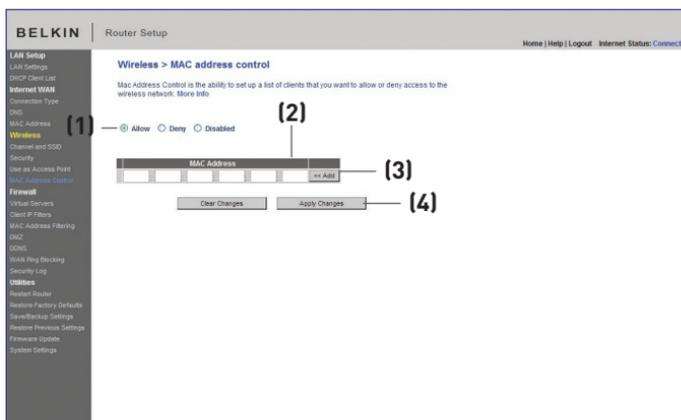 BELKIN
Router Setup
Home | Help | Logout Internet Status: Connect
LAN Setup
LAN Settings
DHCP Client List
Internet WAN
Connection Type
DNS
MAC Address
Wireless
Channel and SSID
Security
Use as Access Point
MAC Address Control
Firewall
Virtual Servers
Client IP Filters
MAC Address Filtering
DMZ
DDNS
WAN Ping Blocking
Security Log
Utilities
Restart Router
Restore Factory Defaults
Save/Backup Settings
Restore Previous Settings
Firmware Update
System Settings
Wireless > MAC address control
Mac Address Control is the ability to set up a list of clients that you want to allow or deny access to the
wireless network. More Info
(1)
Allow Deny Disabled
(2)
MAC Address
<< Add
(3)
Clear Changes Apply Changes
(4)